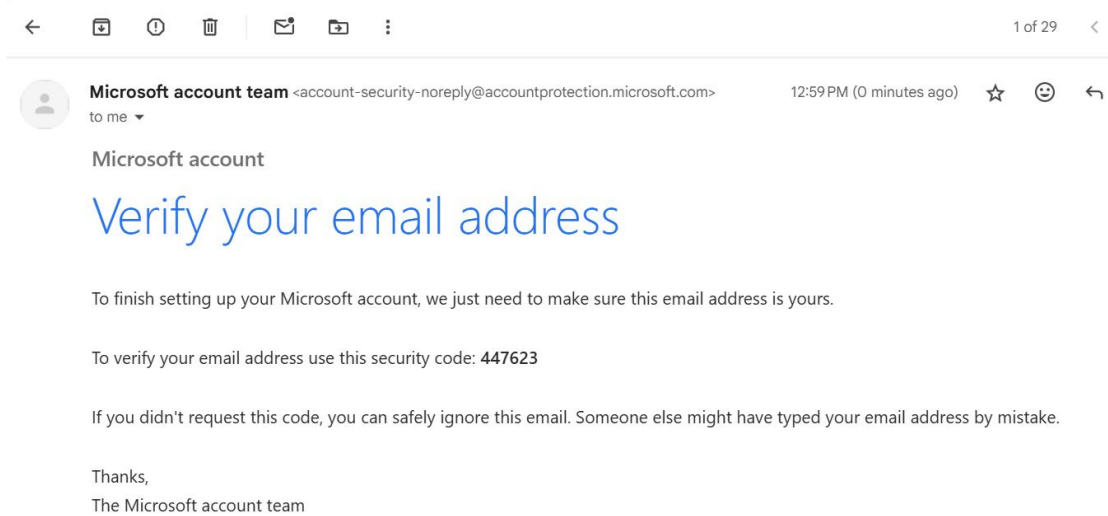 1 of 29
Microsoft account team <account-security-noreply@accountprotection.microsoft.com> 12:59 PM (0 minutes ago)
to me
Microsoft account
Verify your email address
To finish setting up your Microsoft account, we just need to make sure this email address is yours.
To verify your email address use this security code: 447623
If you didn't request this code, you can safely ignore this email. Someone else might have typed your email address by mistake.
Thanks,
The Microsoft account team